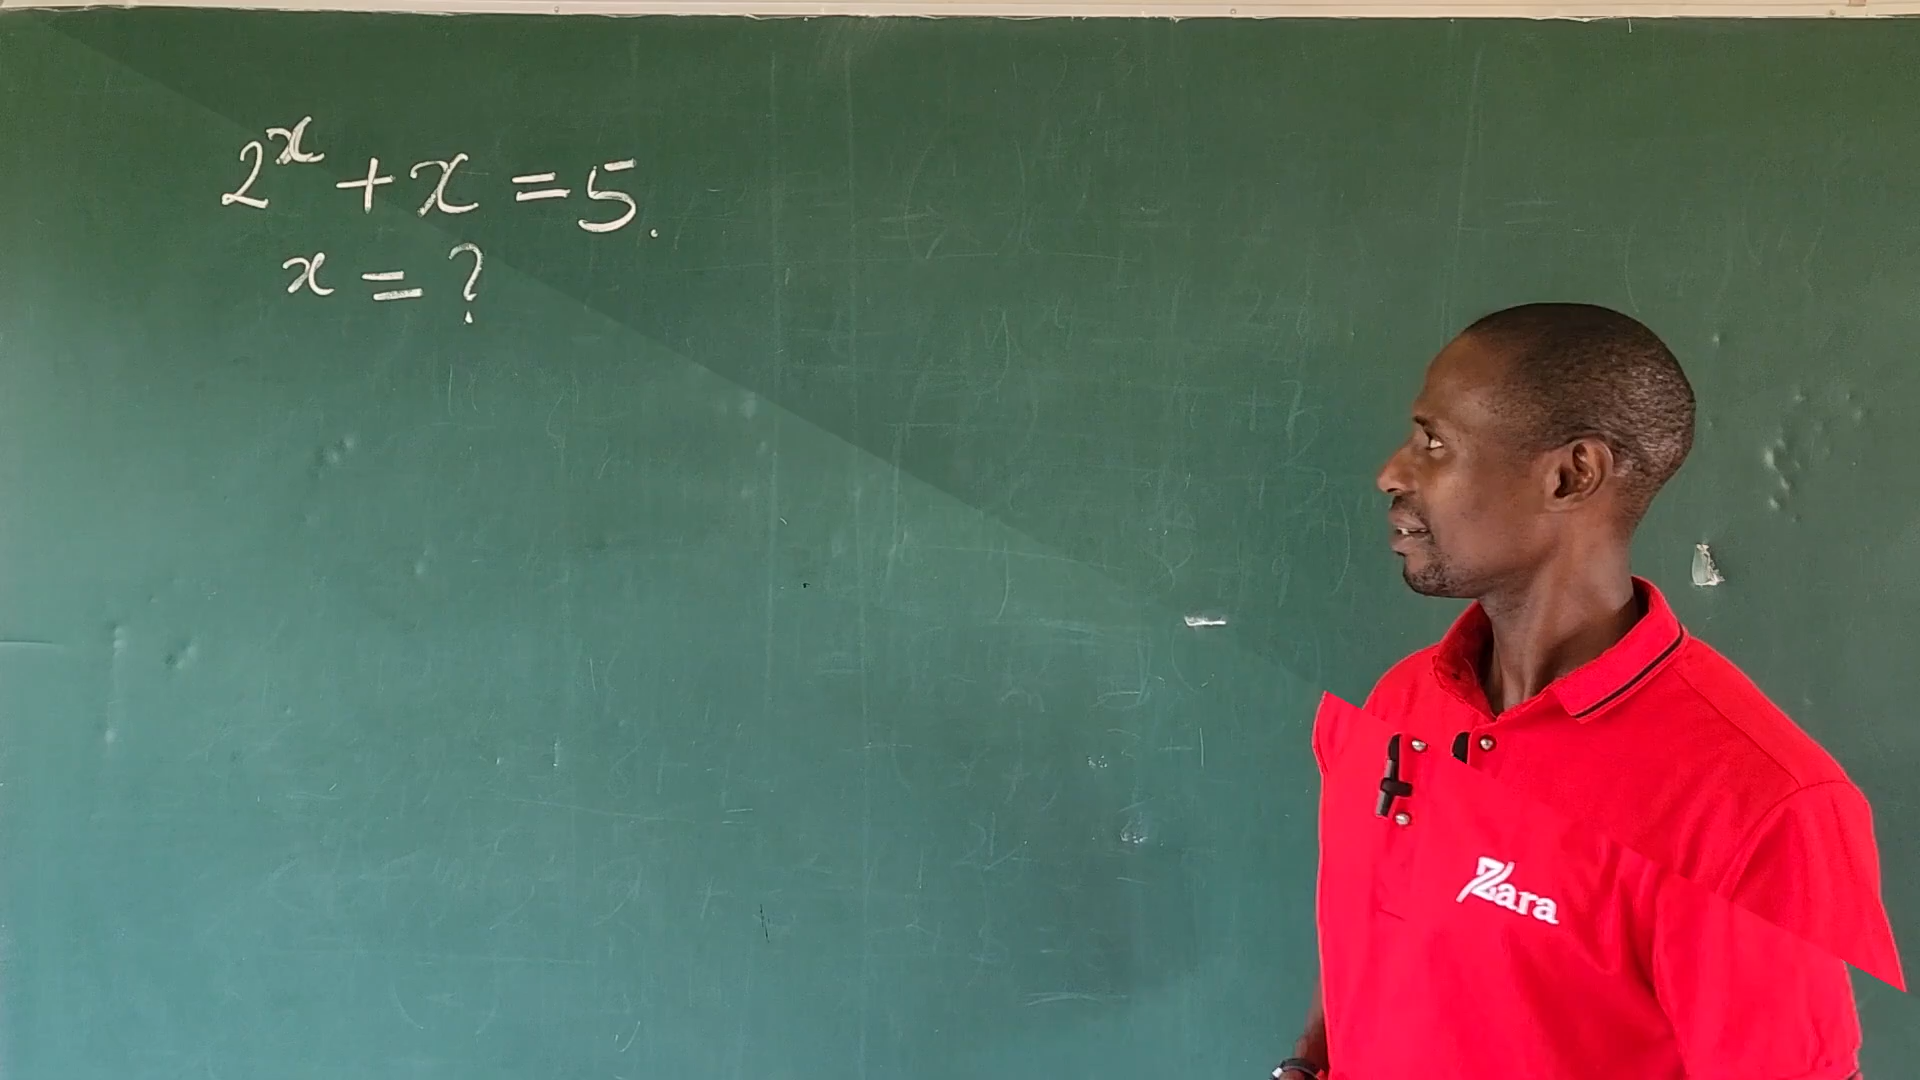 2^x + x = 5.
x = ?
Zara